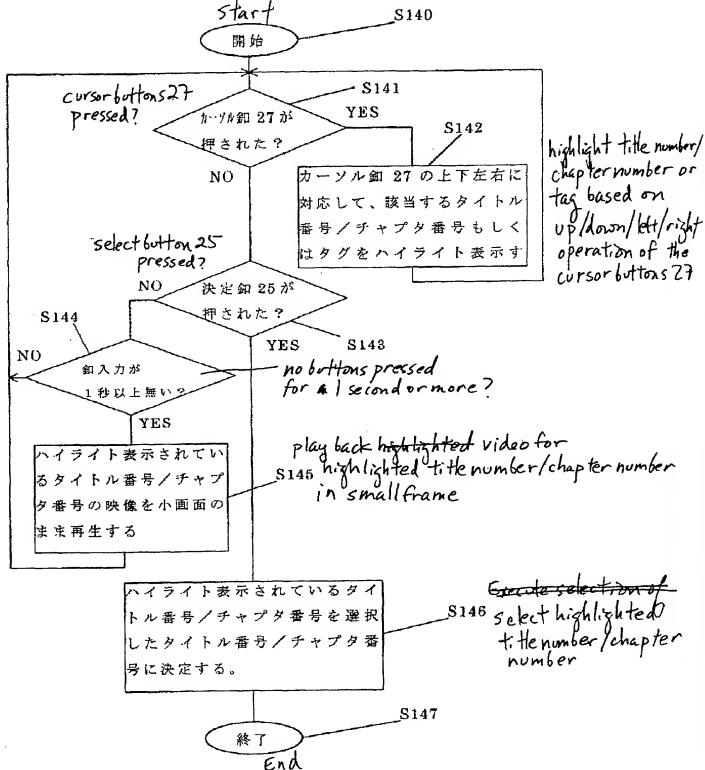 start
S140
開始
cursor buttons 27
pressed?
S141
カーソル釦 27 が
押された？
YES
NO
S142
カーソル釦 27 の上下左右に
対応して、該当するタイトル
番号／チャプタ番号もしく
はタグをハイライト表示す
highlight title number/
chapter number or
tag based on
up/down/left/right
operation of the
cursor buttons 27
select button 25
pressed?
決定釦 25 が
押された？
NO
S143
YES
S144
NO
釦入力が
1秒以上無い？
no buttons pressed
for 1 second or more?
YES
ハイライト表示されてい
るタイトル番号／チャプ
タ番号の映像を小画面の
まま再生する
S145
play back highlighted video for
highlighted title number/chapter number
in small frame
ハイライト表示されているタイ
トル番号／チャプタ番号を選択
したタイトル番号／チャプタ番
号に決定する。
S146
Execute selection of
select highlighted
title number/chapter
number
S147
終了
End